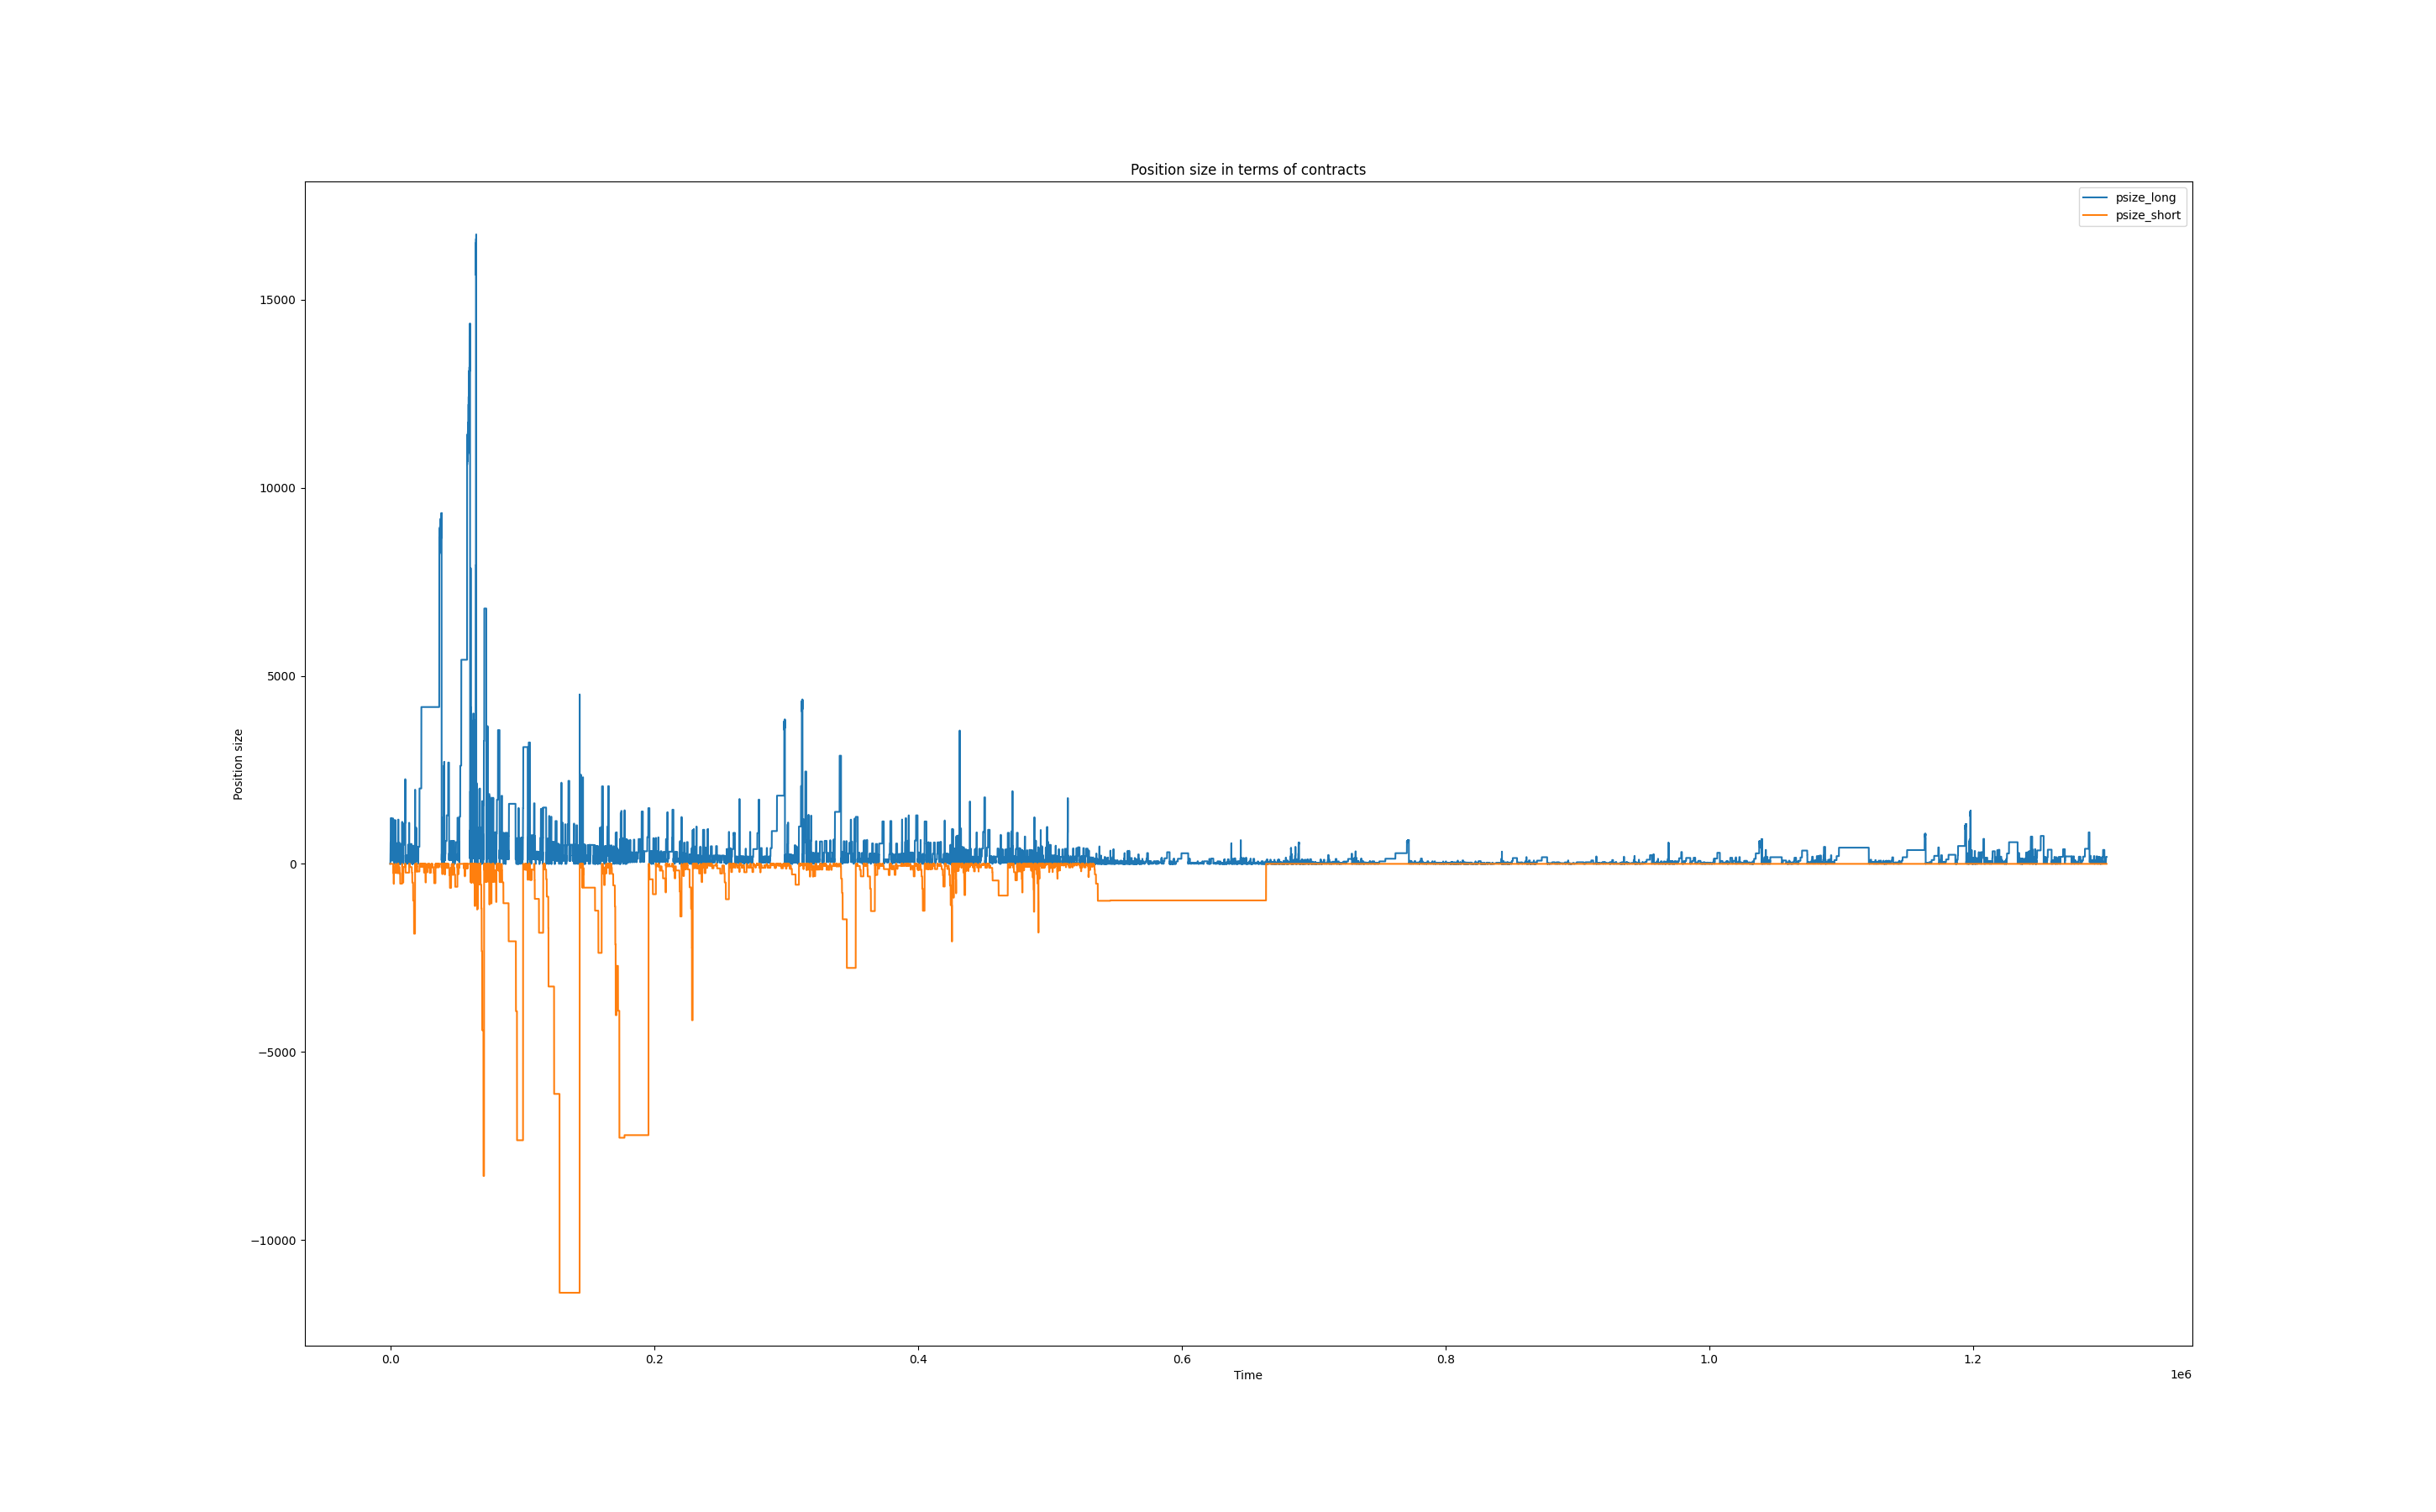 Position size in terms of contracts
psize_long
psize_short
15000
10000
5000
0
−5000
−10000
Position size
0.0 0.2 0.4 0.6 0.8 1.0 1.2
Time
1e6